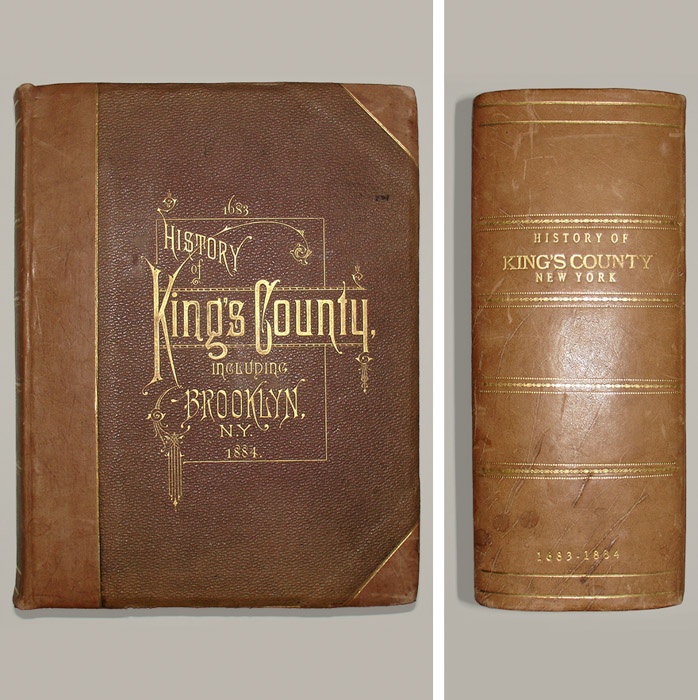 1683
HISTORY
of
King's County,
INCLUDING
BROOKLYN,
N.Y.
1884.
HISTORY OF
KING'S COUNTY
NEW YORK
1683-1884